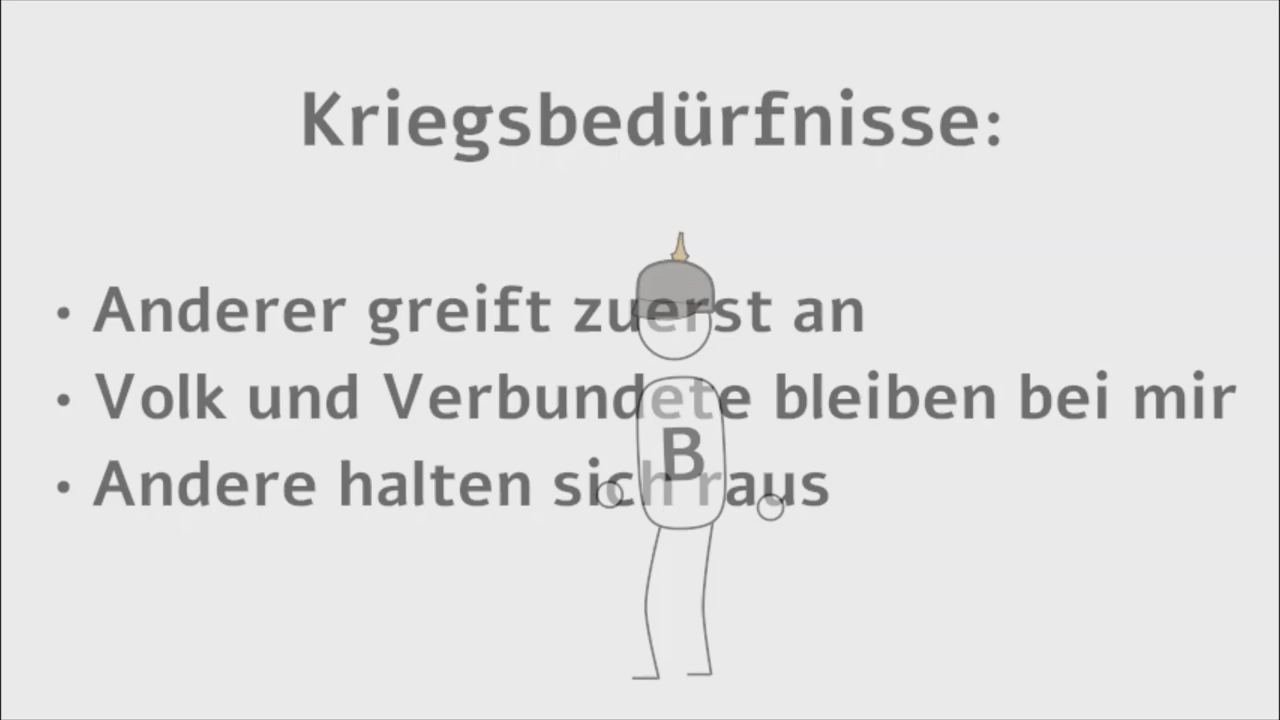 Kriegsbedürfnisse:
• Anderer greift zuerst an
• Volk und Verbundete bleiben bei mir
• Andere halten sich raus
B